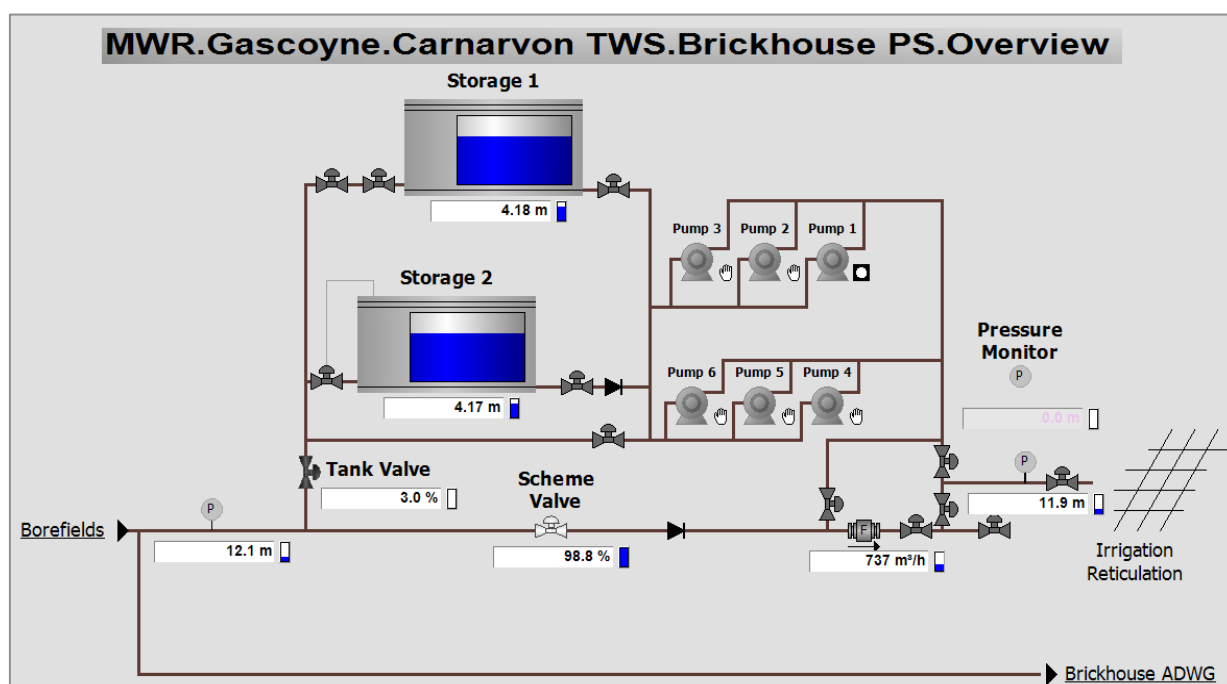 MWR.Gascoyne.Carnarvon TWS.Brickhouse PS.Overview
Storage 1
4.18 m
Pump 3
Pump 2
Pump 1
Storage 2
4.17 m
Pump 6
Pump 5
Pump 4
Pressure
Monitor
P
0.0 m
Tank Valve
3.0 %
Scheme
Valve
98.8 %
P
11.9 m
Borefields
P
12.1 m
F
737 m³/h
Irrigation
Reticulation
Brickhouse ADWG